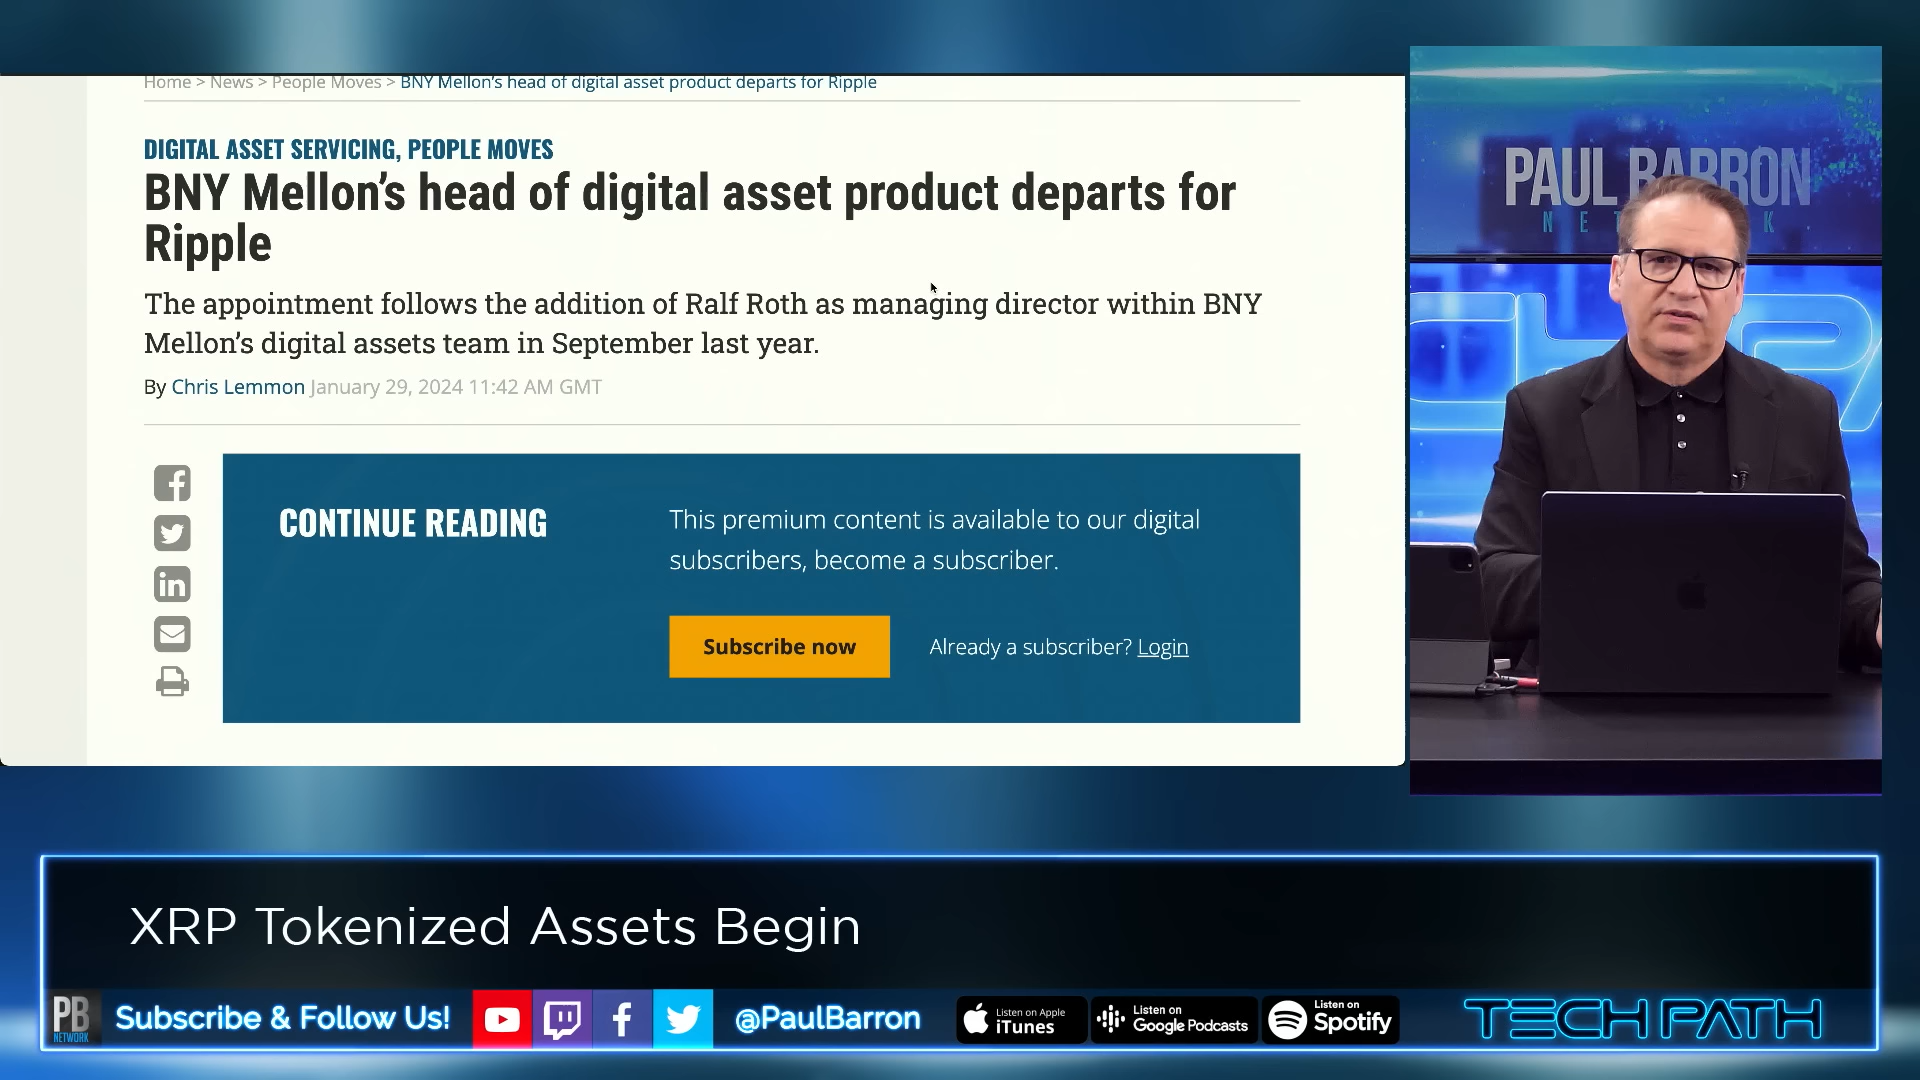 Home > News > People Moves > BNY Mellon's head of digital asset product departs for Ripple
DIGITAL ASSET SERVICING, PEOPLE MOVES
BNY Mellon's head of digital asset product departs for
Ripple
The appointment follows the addition of Ralf Roth as managing director within BNY
Mellon's digital assets team in September last year.
By Chris Lemmon January 29, 2024 11:42 AM GMT
CONTINUE READING
This premium content is available to our digital
subscribers, become a subscriber.
Subscribe now
Already a subscriber? Login
PAUL BARRON
XRP Tokenized Assets Begin
PB
NETWORK
Subscribe & Follow Us!
@PaulBarron
Listen on Apple
iTunes
Listen on
Google Podcasts
Listen on
Spotify
TECH PATH